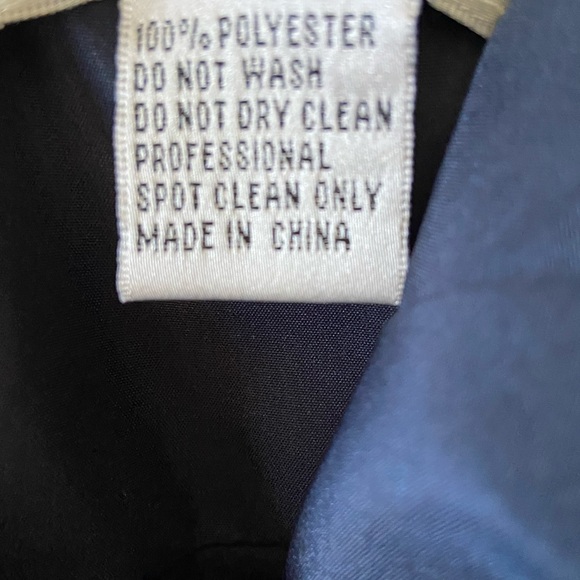 100% POLYESTER
DO NOT WASH
DO NOT DRY CLEAN
PROFESSIONAL
SPOT CLEAN ONLY
MADE IN CHINA